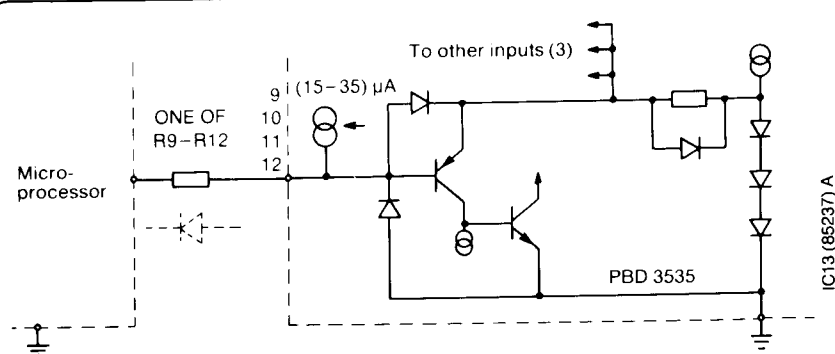 To other inputs (3)
9 (15–35) µA
10
11
12
ONE OF
R9–R12
Micro-
processor
PBD 3535
IC13 (85237) A